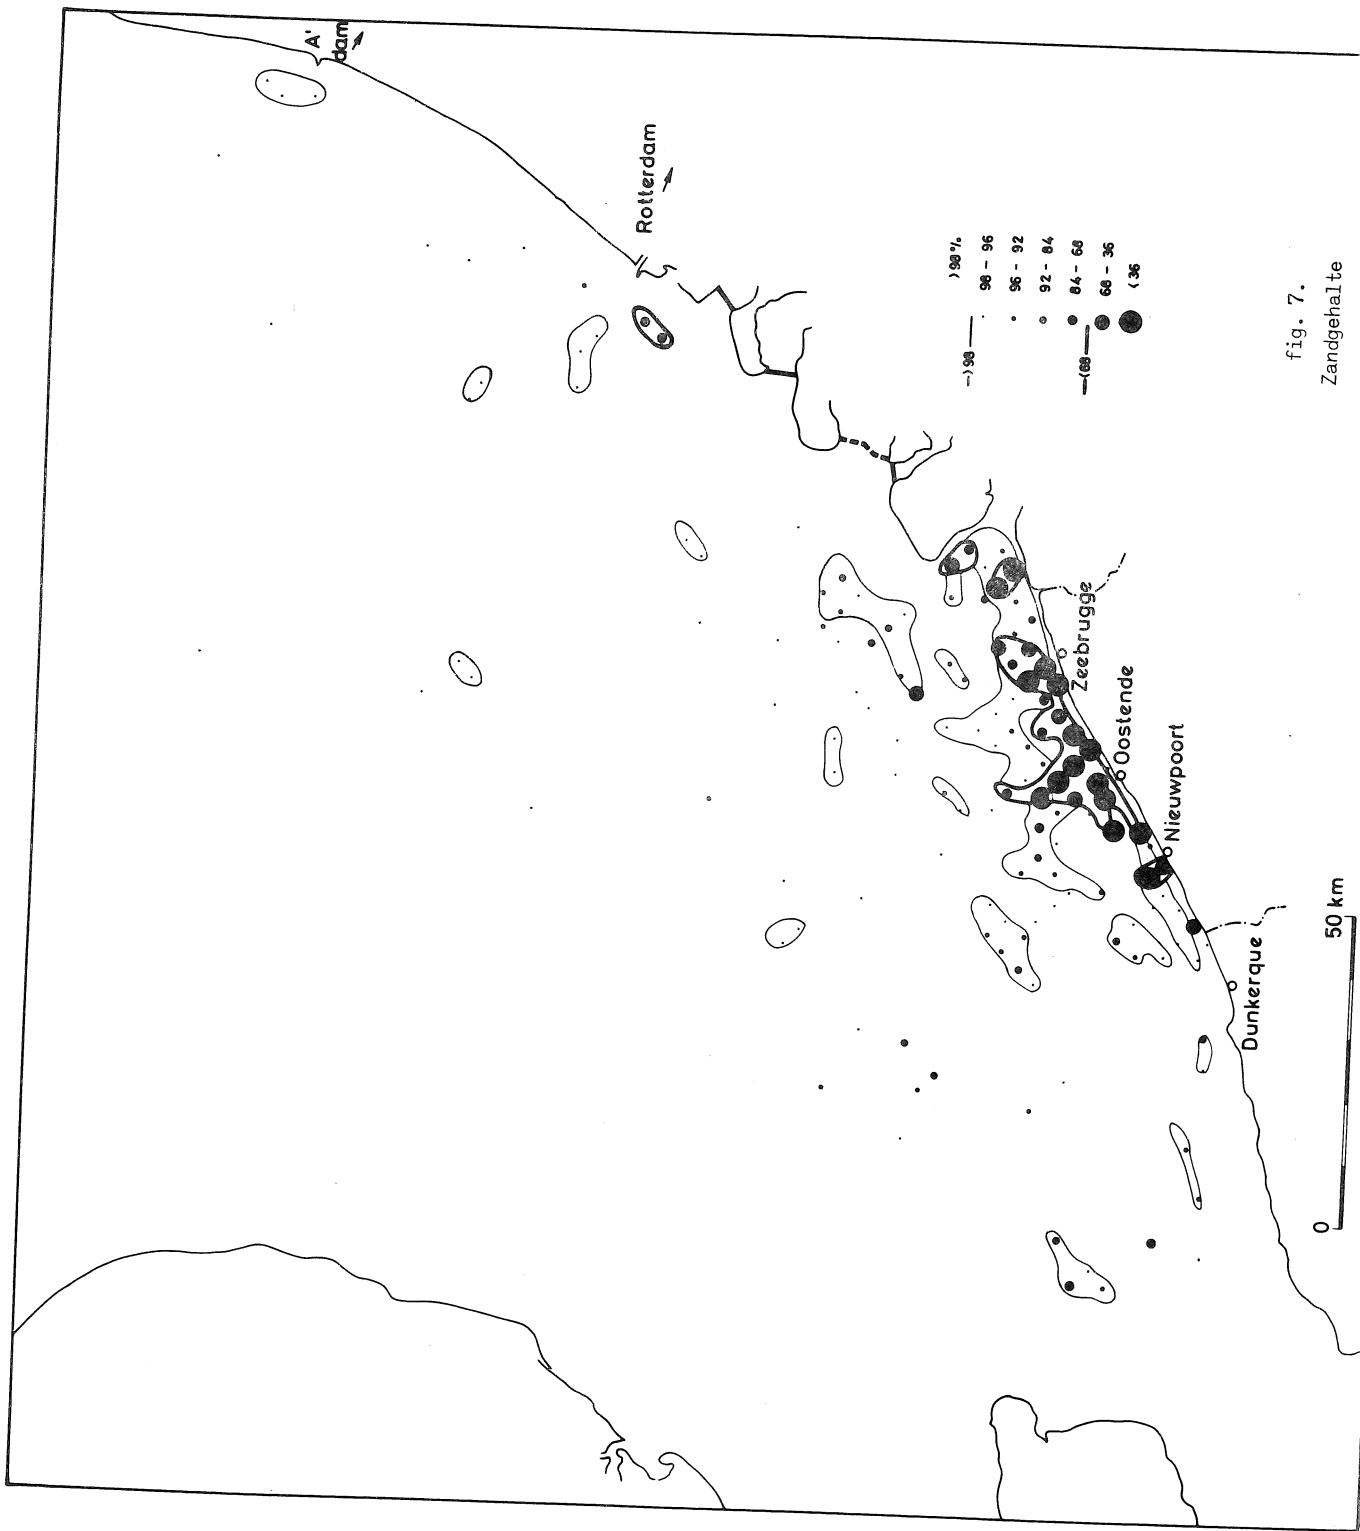 A'
dam
Rotterdam
Zeebrugge
Oostende
Nieuwpoort
Dunkerque
⟩98%
—⟩98—
98 - 96
96 - 92
92 - 84
84 - 68
—⟨68—
68 - 36
⟨36
0
50 km
fig. 7.
Zandgehalte